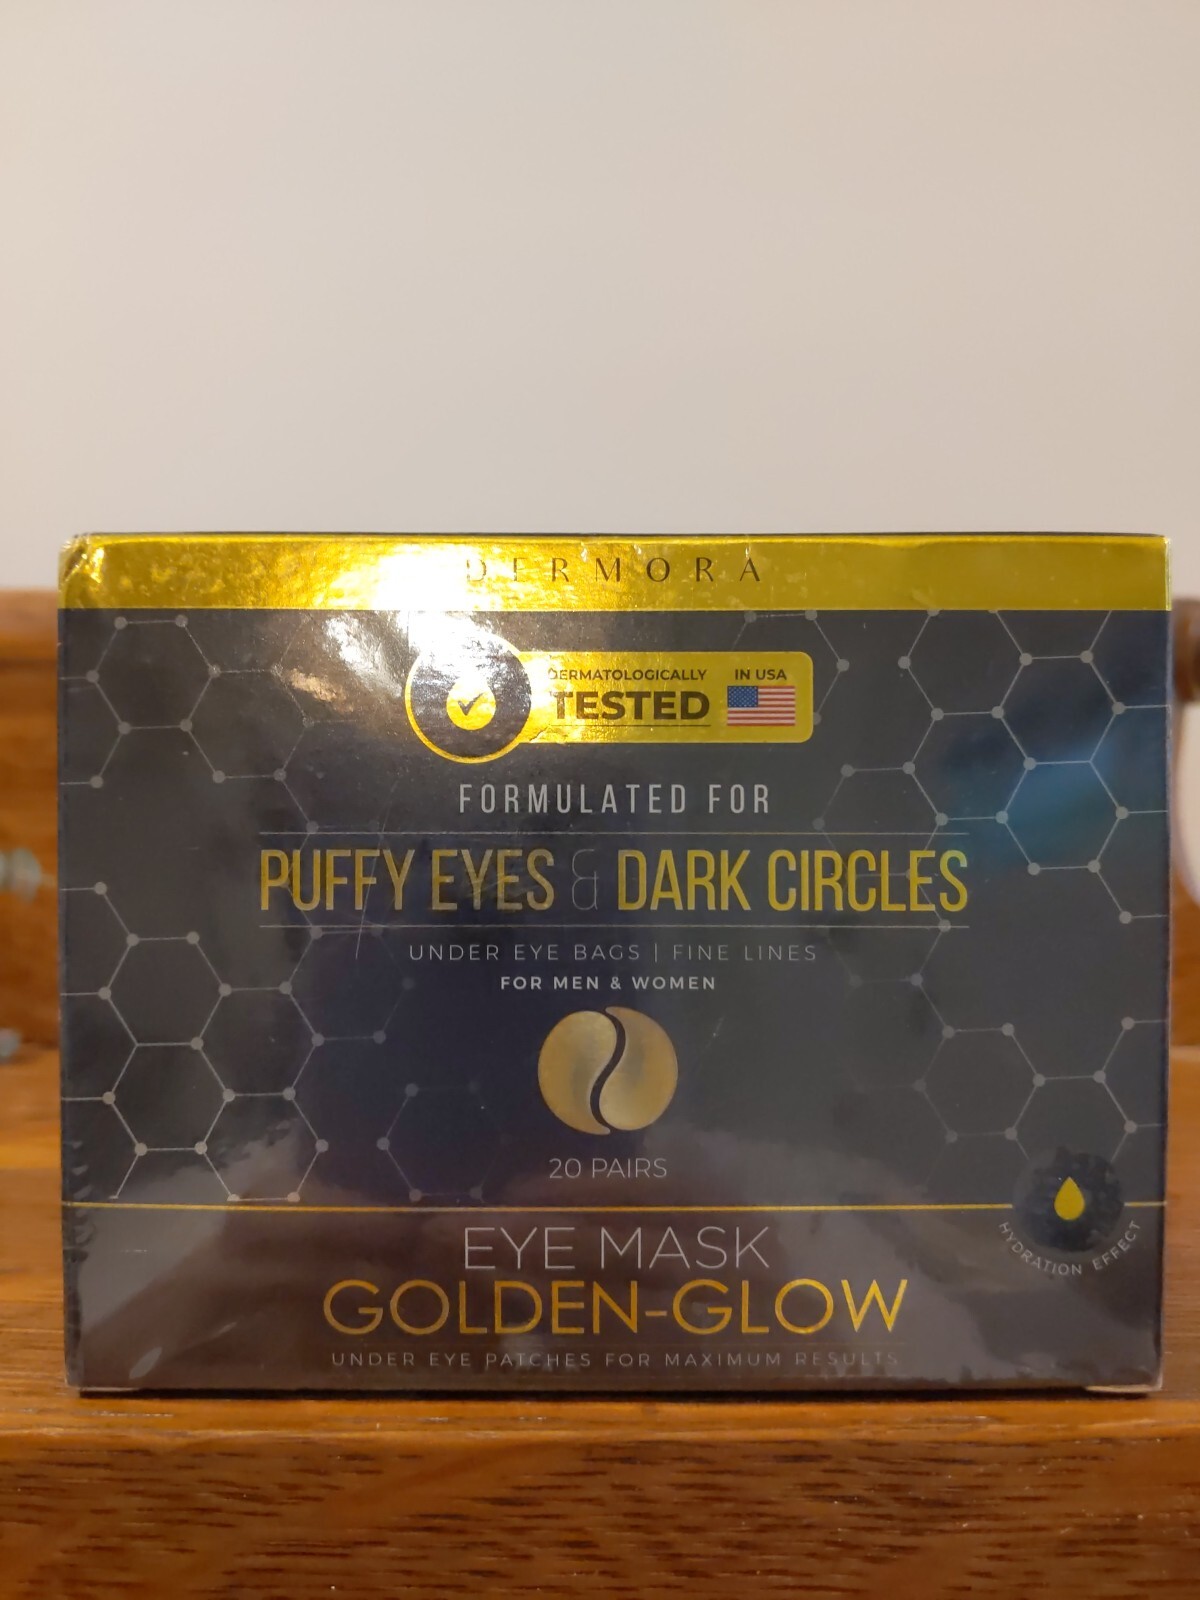 DERMORA
DERMATOLOGICALLY IN USA
TESTED
FORMULATED FOR
PUFFY EYES & DARK CIRCLES
UNDER EYE BAGS | FINE LINES
FOR MEN & WOMEN
20 PAIRS
HYDRATION EFFECT
EYE MASK
GOLDEN-GLOW
UNDER EYE PATCHES FOR MAXIMUM RESULTS